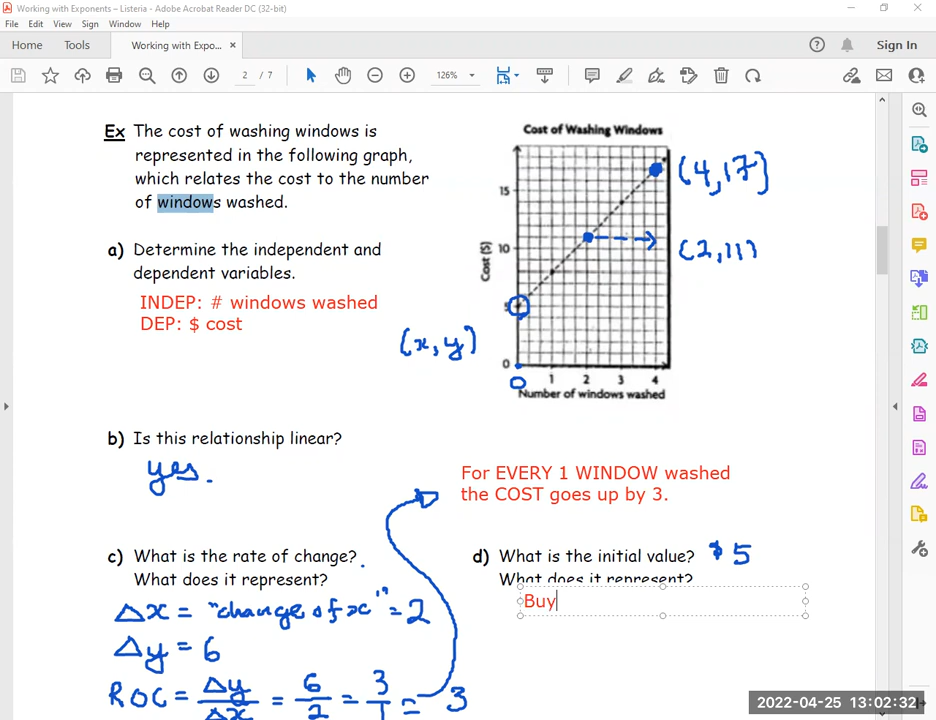 Working with Exponents – Listeria - Adobe Acrobat Reader DC (32-bit)
File Edit View Sign Window Help
Home Tools Working with Expo... × Sign In
2 / 7 126%
Ex The cost of washing windows is
represented in the following graph,
which relates the cost to the number
of windows washed.
a) Determine the independent and
dependent variables.
INDEP: # windows washed
DEP: $ cost
(x, y)
Cost of Washing Windows
(4,17)
15
(2,11)
10
Cost ($)
5
0
0 1 2 3 4
Number of windows washed
b) Is this relationship linear?
yes.
For EVERY 1 WINDOW washed
the COST goes up by 3.
c) What is the rate of change?
What does it represent?
Δx = "change of x" = 2
Δy = 6
ROC = Δy/Δx = 6/2 = 3/1 = 3
d) What is the initial value? $5
What does it represent?
Buy
2022-04-25 13:02:32